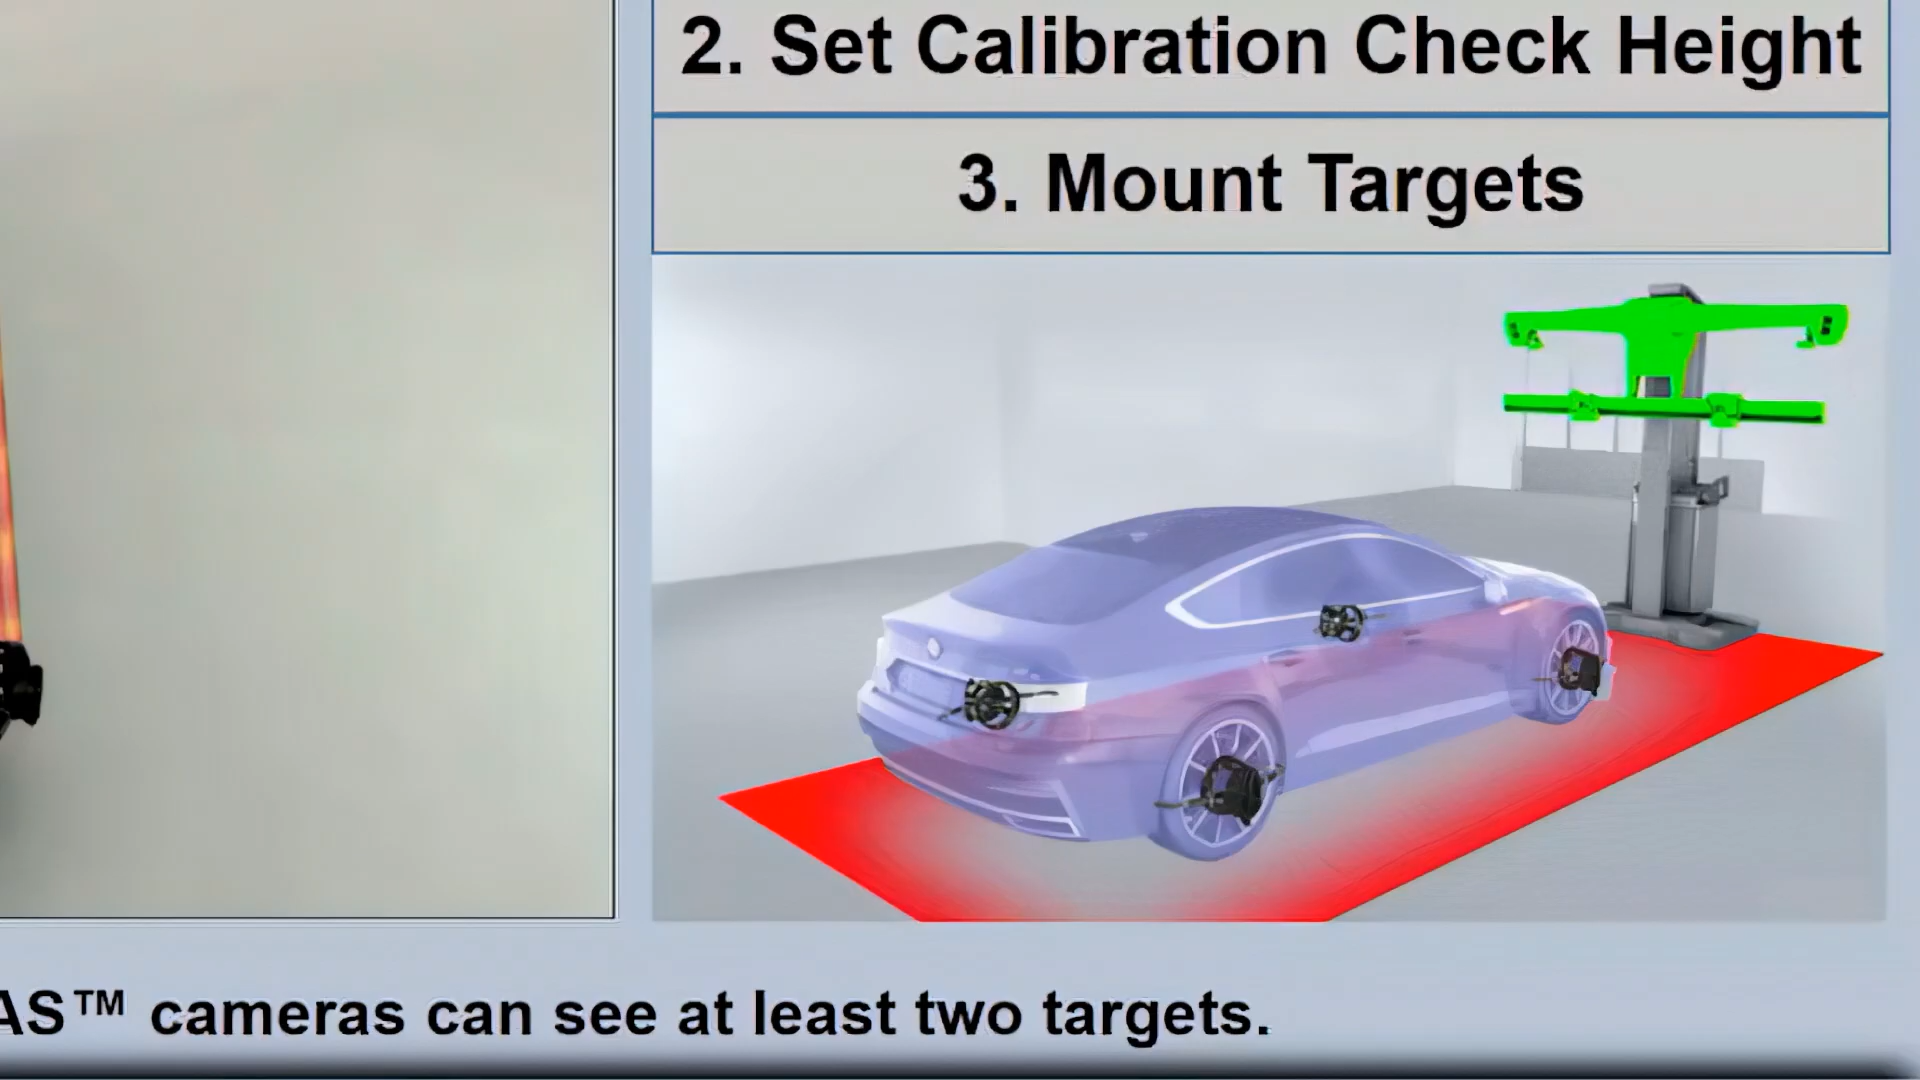 2. Set Calibration Check Height
3. Mount Targets
AS™ cameras can see at least two targets.